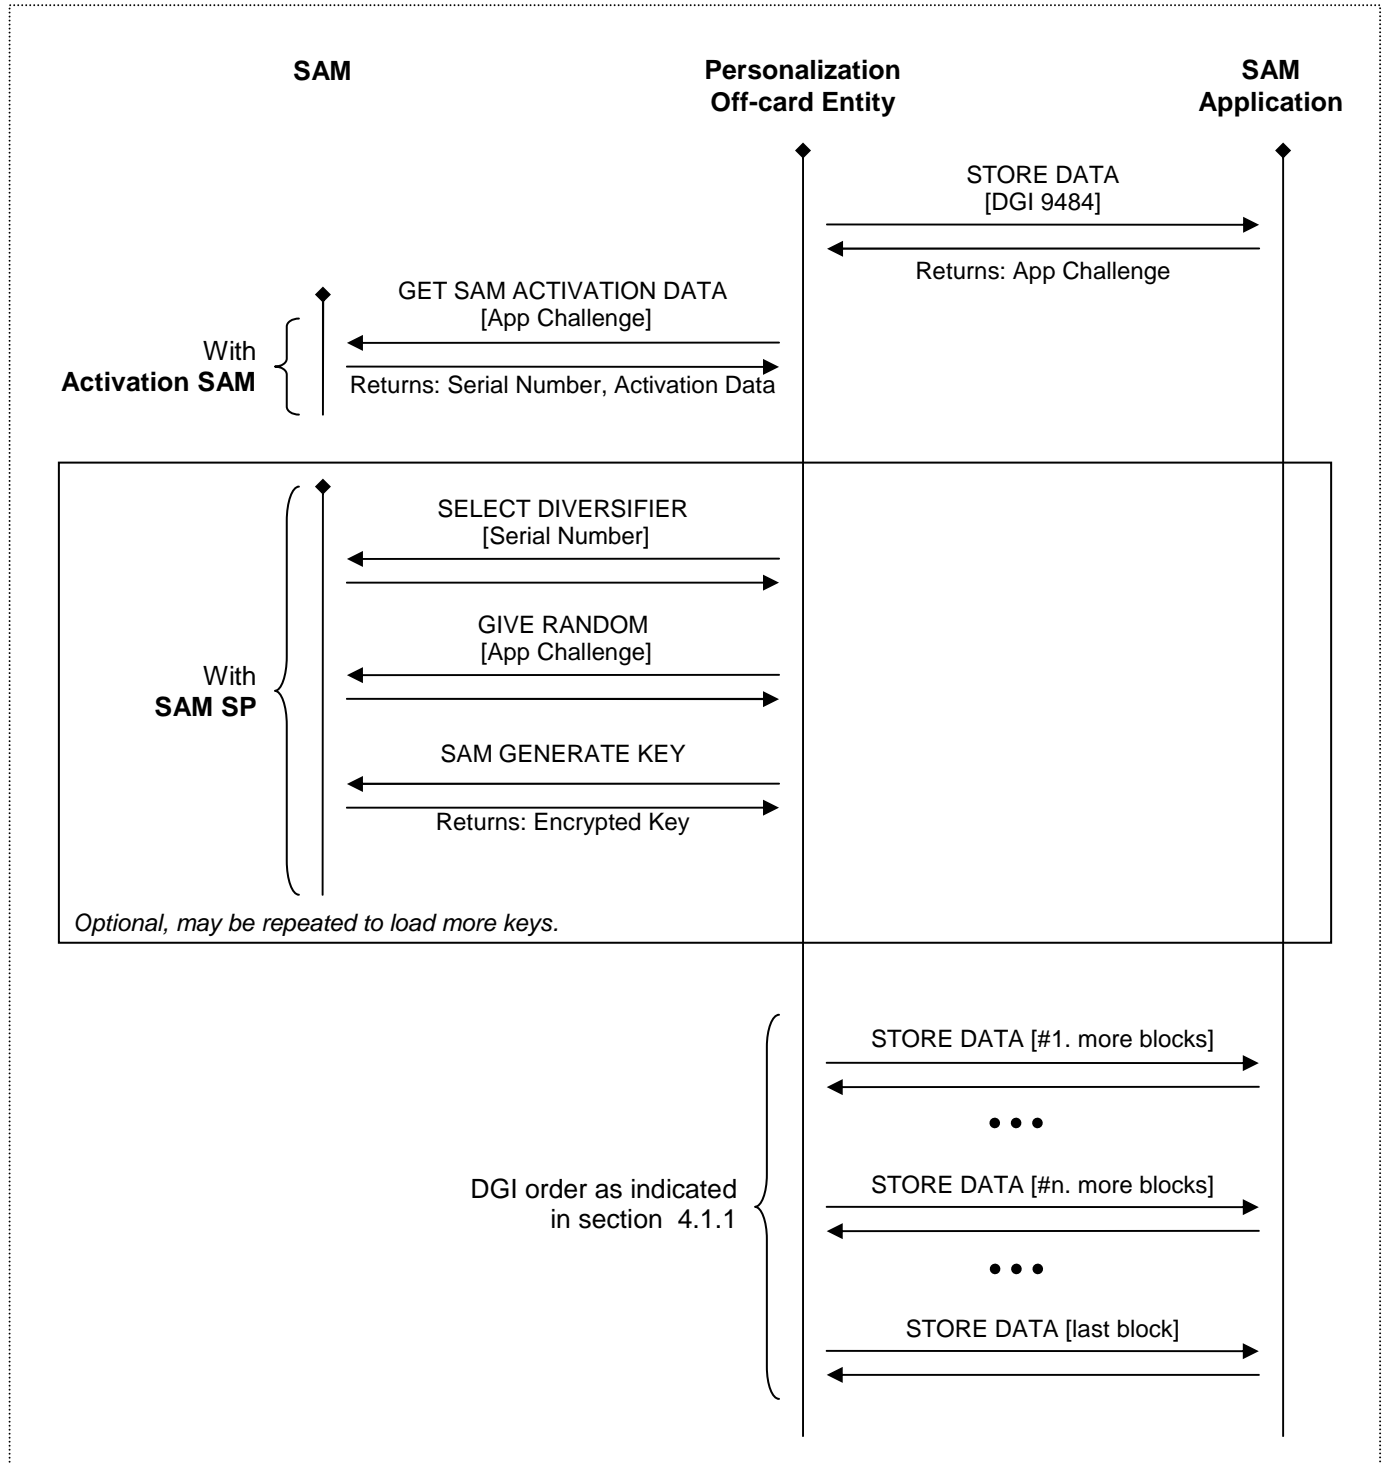 SAM
Personalization
Off-card Entity
SAM
Application
STORE DATA
[DGI 9484]
Returns: App Challenge
GET SAM ACTIVATION DATA
[App Challenge]
With
Activation SAM
Returns: Serial Number, Activation Data
SELECT DIVERSIFIER
[Serial Number]
GIVE RANDOM
[App Challenge]
With
SAM SP
SAM GENERATE KEY
Returns: Encrypted Key
Optional, may be repeated to load more keys.
STORE DATA [#1. more blocks]
• • •
DGI order as indicated
in section 4.1.1
STORE DATA [#n. more blocks]
• • •
STORE DATA [last block]